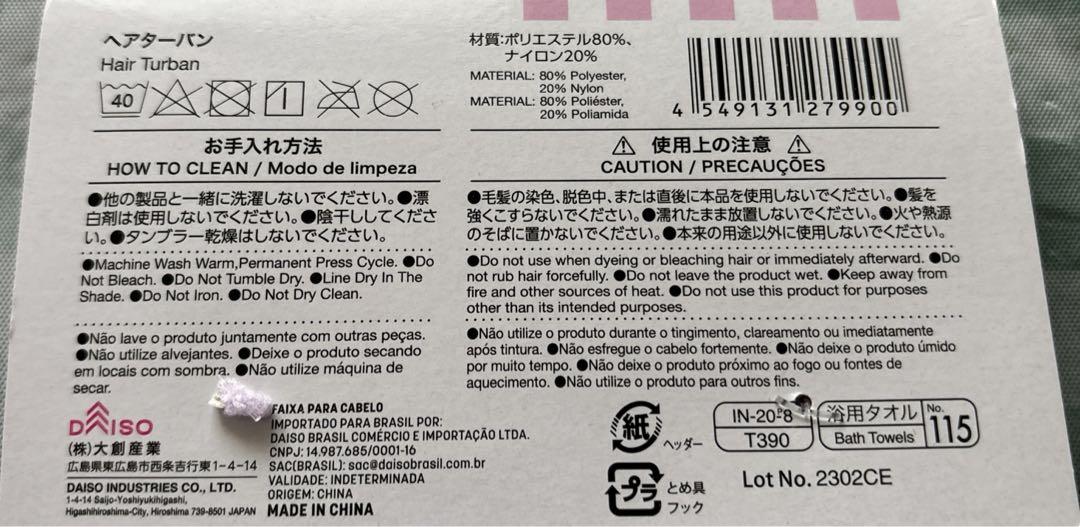 ヘアターバン
Hair Turban
40
お手入れ方法
HOW TO CLEAN / Modo de limpeza
●他の製品と一緒に洗濯しないでください。●漂
白剤は使用しないでください。●陰干ししてくださ
い。●タンブラー乾燥はしないでください。
●Machine Wash Warm,Permanent Press Cycle. ●Do
Not Bleach. ●Do Not Tumble Dry. ●Line Dry In The
Shade. ●Do Not Iron. ●Do Not Dry Clean.
●Não lave o produto juntamente com outras peças.
●Não utilize alvejantes. ●Deixe o produto secando
em locais com sombra. ●Não utilize máquina de
secar.
材質:ポリエステル80%、
ナイロン20%
MATERIAL: 80% Polyester,
20% Nylon
MATERIAL: 80% Poliéster,
20% Poliamida
4 549131 279900
使用上の注意
CAUTION / PRECAUÇÕES
●毛髪の染色、脱色中、または直後に本品を使用しないでください。●髪を
強くこすらないでください。●濡れたまま放置しないでください。●火や熱源
のそばに置かないでください。●本来の用途以外に使用しないでください。
●Do not use when dyeing or bleaching hair or immediately afterward. ●Do
not rub hair forcefully. ●Do not leave the product wet. ●Keep away from
fire and other sources of heat. ●Do not use this product for purposes
other than its intended purposes.
●Não utilize o produto durante o tingimento, clareamento ou imediatamente
após tintura. ●Não esfregue o cabelo fortemente. ●Não deixe o produto úmido
por muito tempo. ●Não deixe o produto próximo ao fogo ou fontes de
aquecimento. ●Não utilize o produto para outros fins.
DAISO
(株)大創産業
広島県東広島市西条吉行東1-4-14
DAISO INDUSTRIES CO., LTD.
1-4-14 Saijo-Yoshiyukihigashi,
Higashihiroshima-City, Hiroshima 739-8501 JAPAN
FAIXA PARA CABELO
IMPORTADO PARA BRASIL POR:
DAISO BRASIL COMÉRCIO E IMPORTAÇÃO LTDA.
CNPJ: 14.987.685/0001-16
SAC(BRASIL): sac@daisobrasil.com.br
VALIDADE: INDETERMINADA
ORIGEM: CHINA
MADE IN CHINA
紙
ヘッダー
プラ
とめ具
フック
IN-20-8
T390
浴用タオル
Bath Towels
No.
115
Lot No. 2302CE